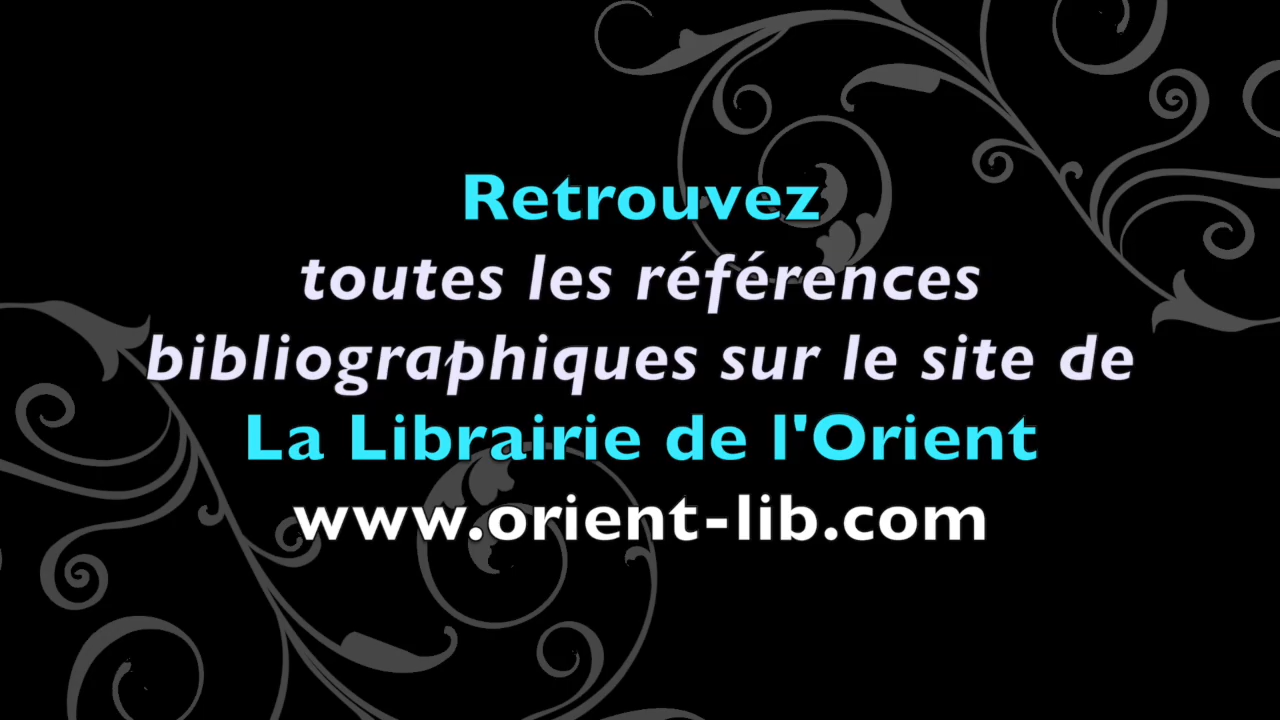 Retrouvez
toutes les références
bibliographiques sur le site de
La Librairie de l'Orient
www.orient-lib.com